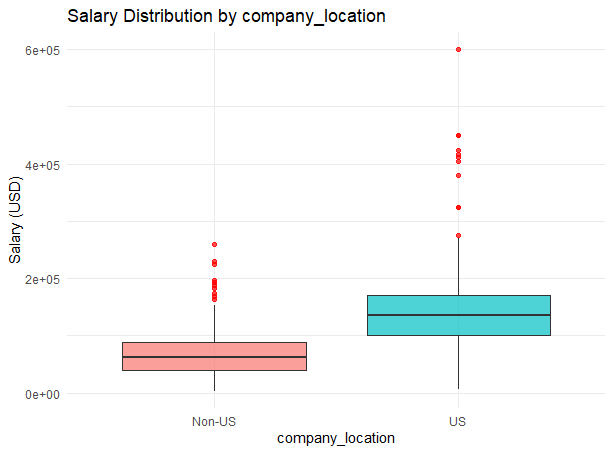 Salary Distribution by company_location
6e+05
4e+05
2e+05
0e+00
Salary (USD)
Non-US
US
company_location